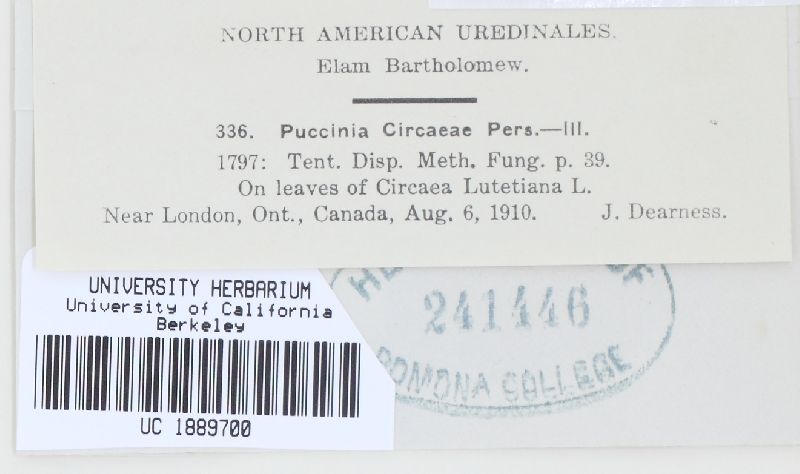 NORTH AMERICAN UREDINALES.
Elam Bartholomew.
336. Puccinia Circaeae Pers.—III.
1797: Tent. Disp. Meth. Fung. p. 39.
On leaves of Circaea Lutetiana L.
Near London, Ont., Canada, Aug. 6, 1910. J. Dearness.
UNIVERSITY HERBARIUM
University of California
Berkeley
UC 1889700
241446
POMONA COLLEGE